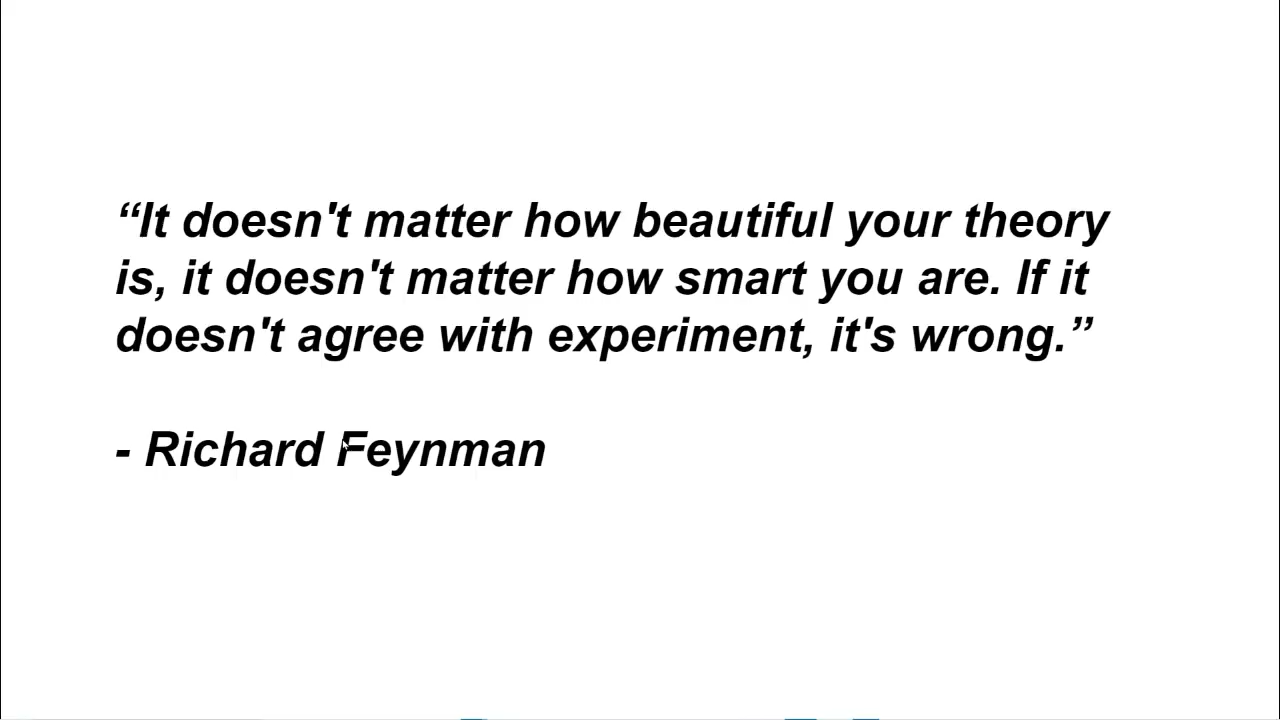 “It doesn't matter how beautiful your theory
is, it doesn't matter how smart you are. If it
doesn't agree with experiment, it's wrong.”
- Richard Feynman